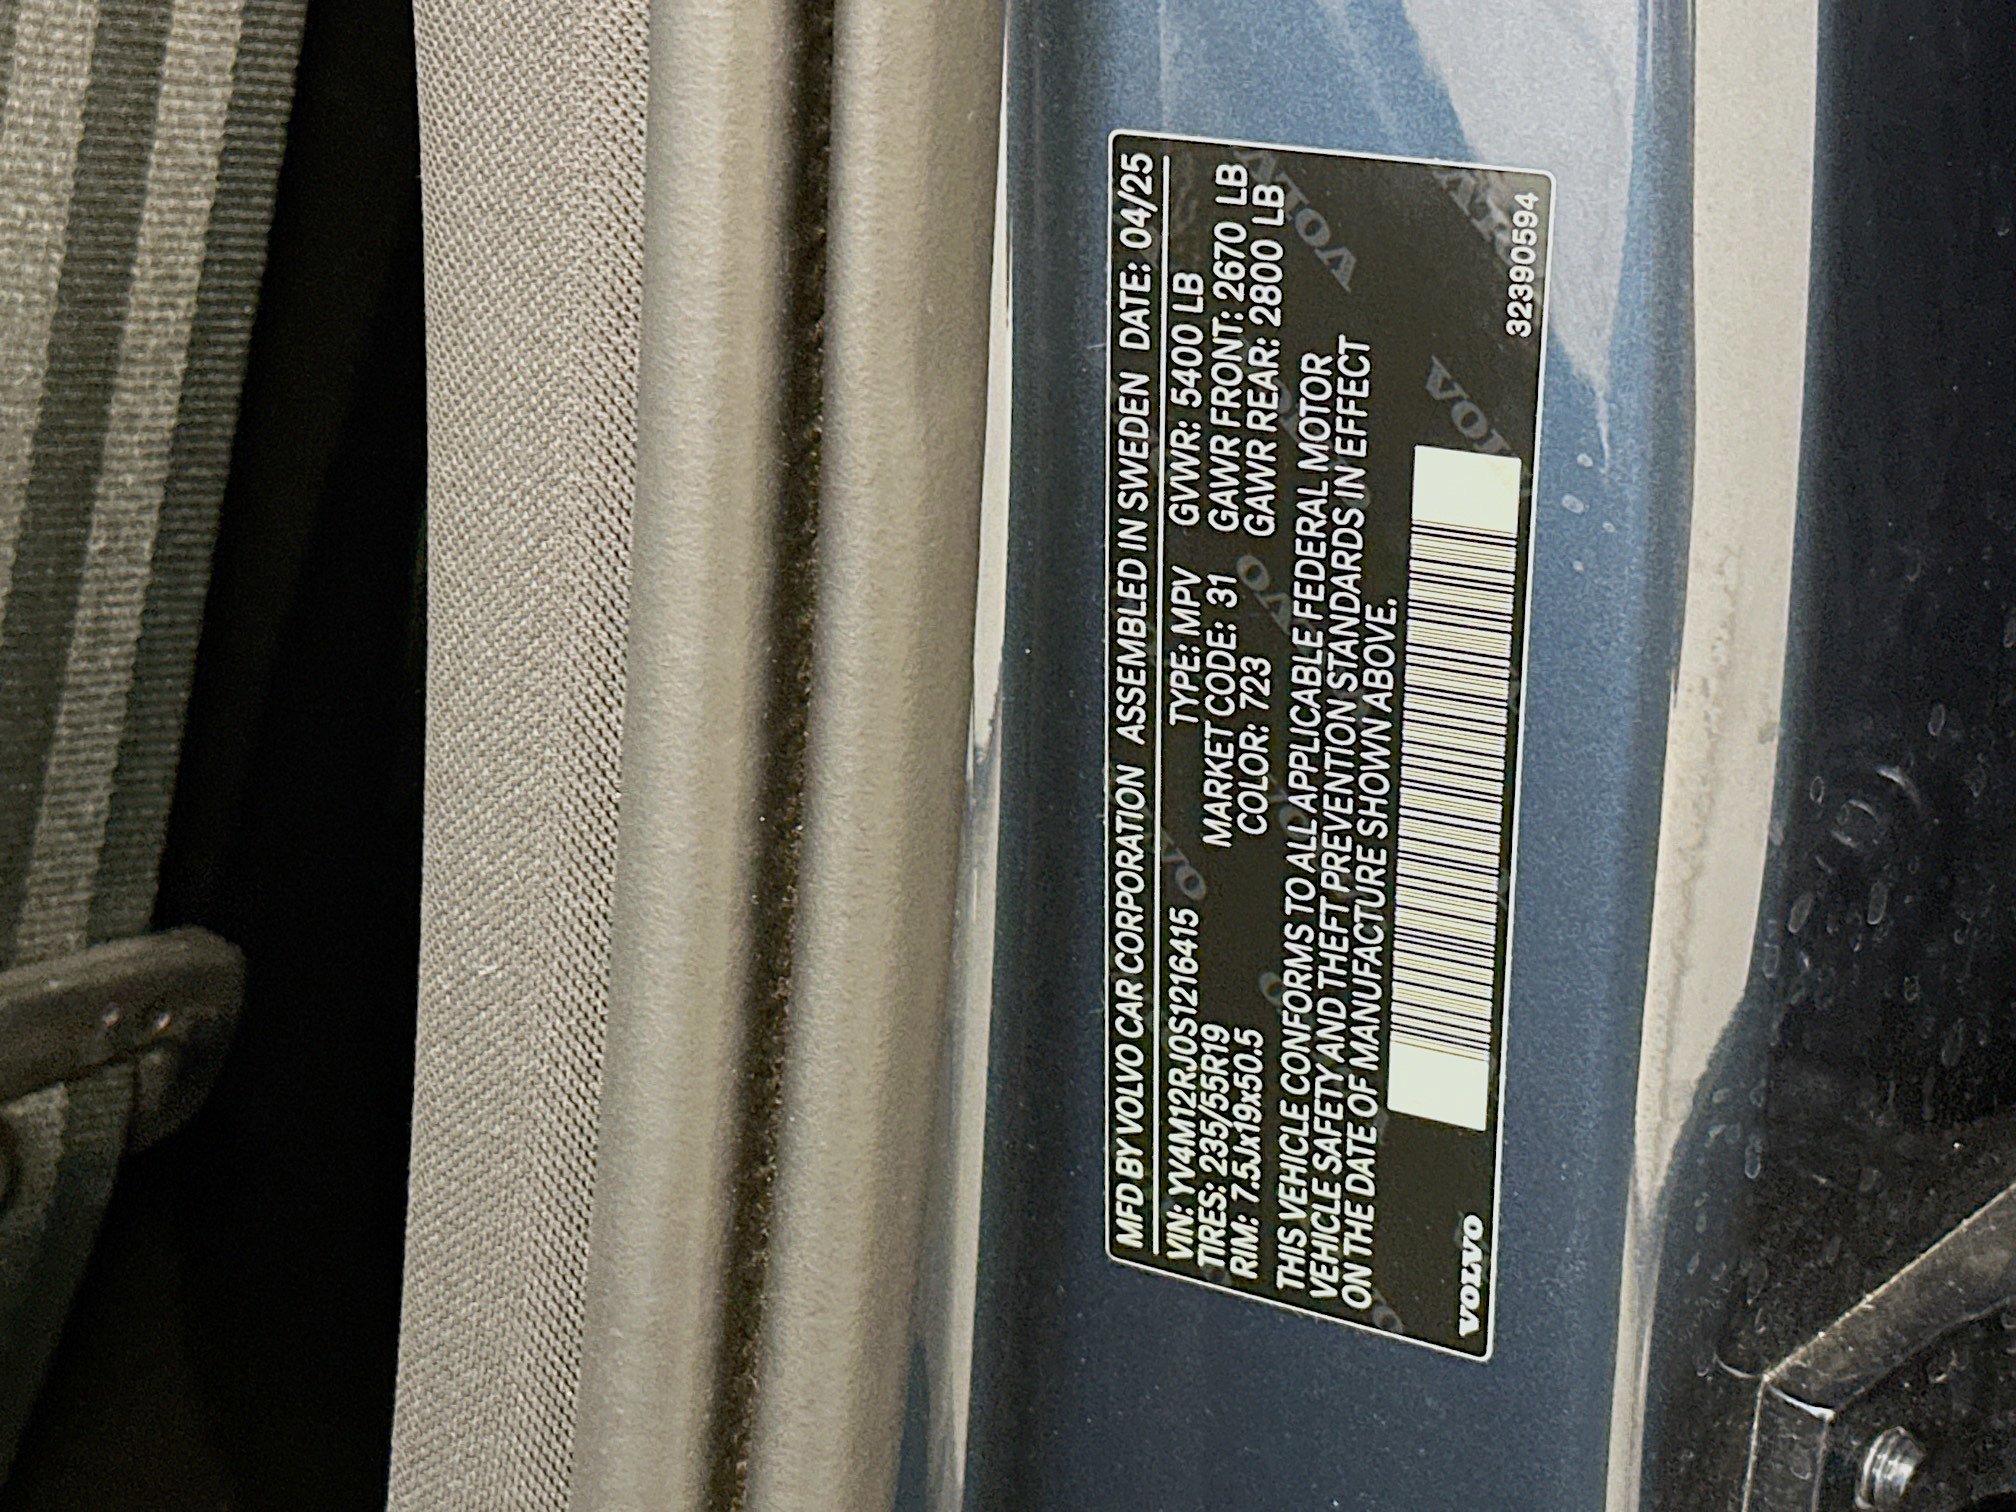 MFD BY VOLVO CAR CORPORATION ASSEMBLED IN SWEDEN DATE: 04/25
VIN: YV4M12RJ0S1216415 TYPE: MPV GVWR: 5400 LB
TIRES: 235/55R19 MARKET CODE: 31 GAWR FRONT: 2670 LB
RIM: 7.5Jx19x50.5 COLOR: 723 GAWR REAR: 2800 LB
THIS VEHICLE CONFORMS TO ALL APPLICABLE FEDERAL MOTOR
VEHICLE SAFETY AND THEFT PREVENTION STANDARDS IN EFFECT
ON THE DATE OF MANUFACTURE SHOWN ABOVE.
VOLVO 32390594